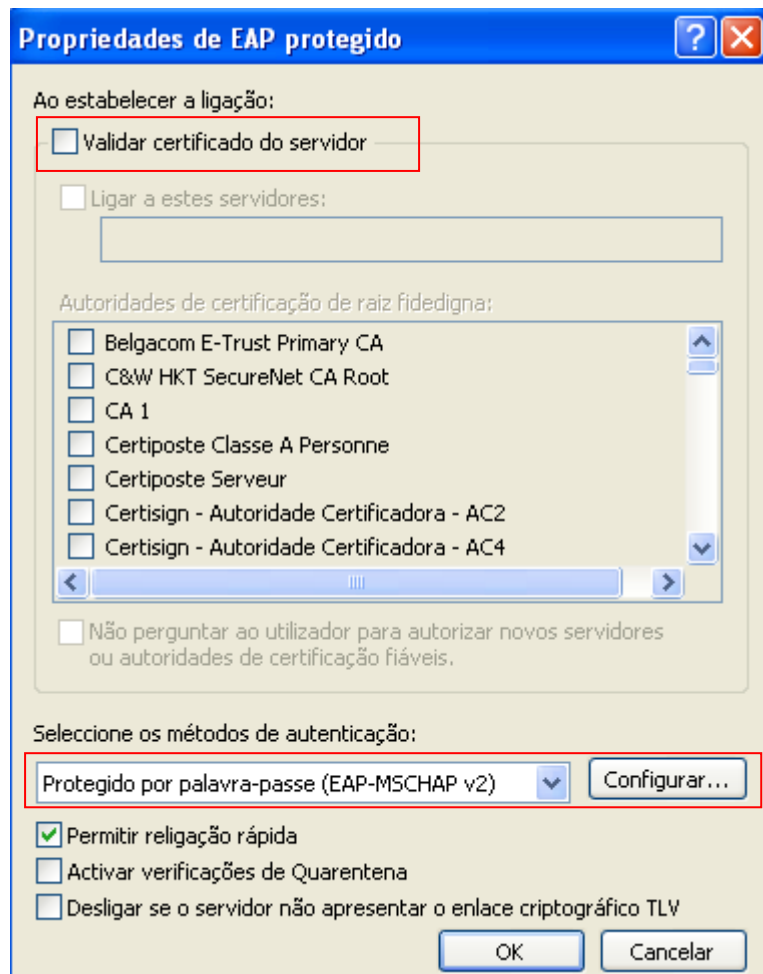 Propriedades de EAP protegido
Ao estabelecer a ligação:
Validar certificado do servidor
Ligar a estes servidores:
Autoridades de certificação de raiz fidedigna:
Belgacom E-Trust Primary CA
C&W HKT SecureNet CA Root
CA 1
Certiposte Classe A Personne
Certiposte Serveur
Certisign - Autoridade Certificadora - AC2
Certisign - Autoridade Certificadora - AC4
Não perguntar ao utilizador para autorizar novos servidores
ou autoridades de certificação fiáveis.
Seleccione os métodos de autenticação:
Protegido por palavra-passe (EAP-MSCHAP v2) Configurar...
Permitir religação rápida
Activar verificações de Quarentena
Desligar se o servidor não apresentar o enlace criptográfico TLV
OK Cancelar